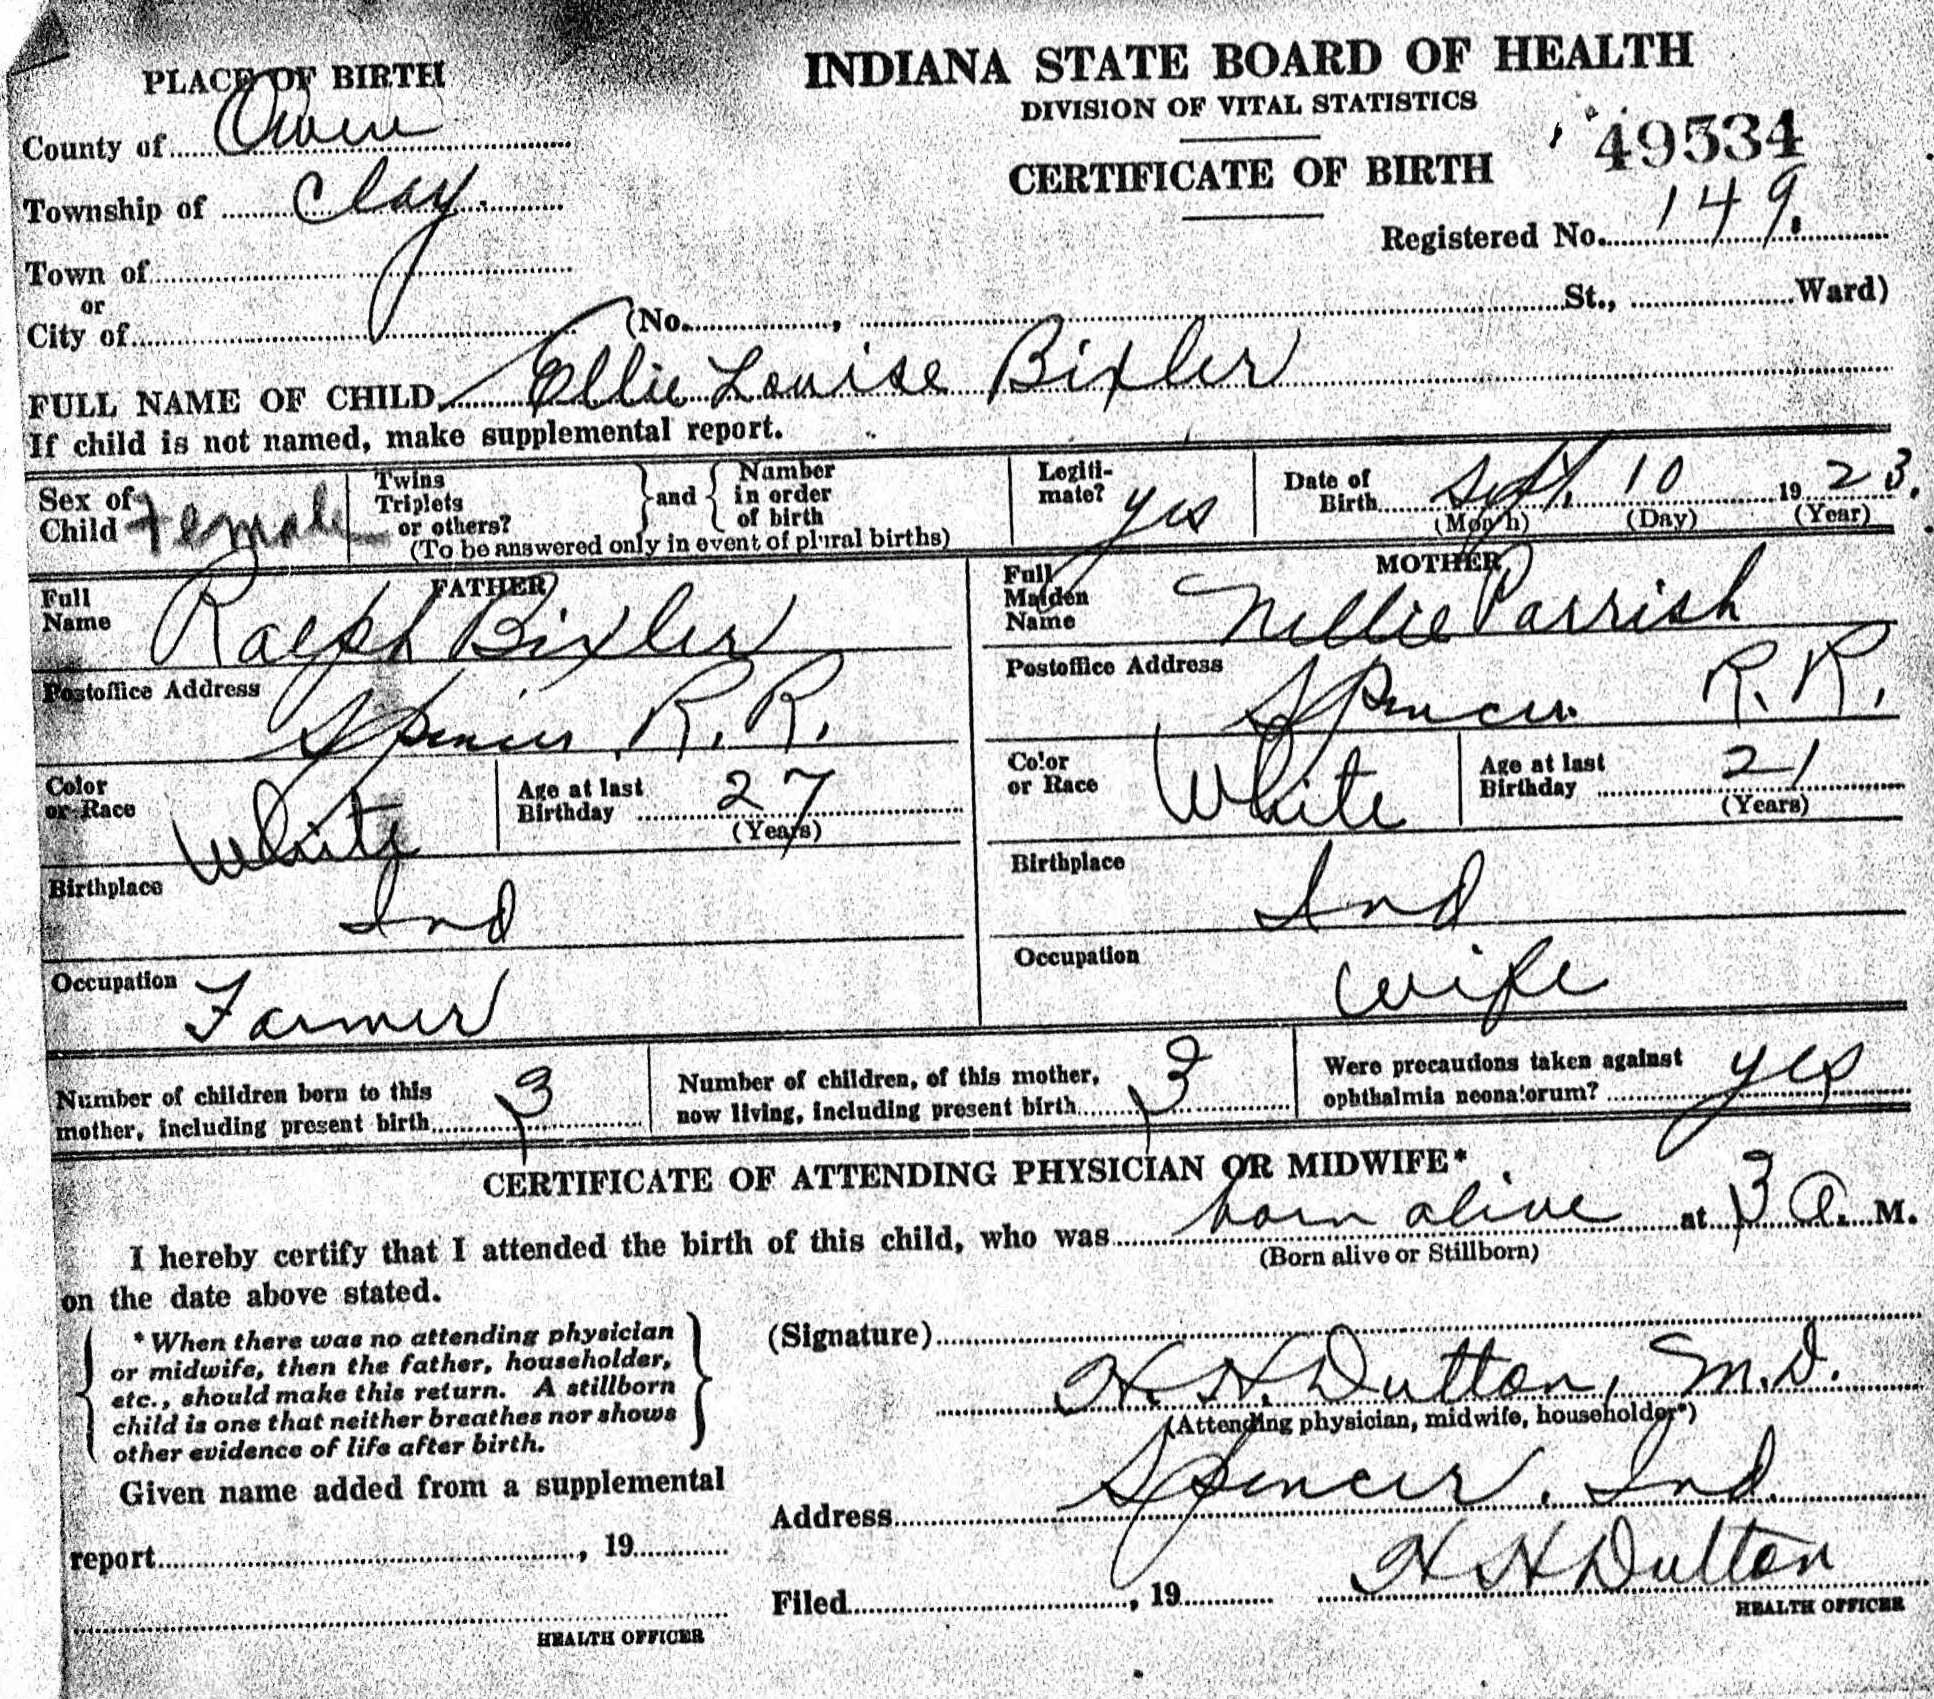 PLACE OF BIRTH
County of Owen
Township of Clay.
Town of
or
City of
INDIANA STATE BOARD OF HEALTH
DIVISION OF VITAL STATISTICS
CERTIFICATE OF BIRTH
49534
Registered No. 149.
(No. , St., Ward)
FULL NAME OF CHILD Ellie Louise Bixler
If child is not named, make supplemental report.
Sex of Child Female
Twins Triplets or others? and Number in order of birth
(To be answered only in event of plural births)
Legiti-mate? yes
Date of Birth Sept. 10 1923.
(Month) (Day) (Year)
FATHER
Full Name Ralph Bixler
Postoffice Address
Spencer R. R.
Color or Race White
Age at last Birthday 27
(Years)
Birthplace
Ind
Occupation Farmer
MOTHER
Full Maiden Name Nellie Parrish
Postoffice Address
Spencer R. R.
Color or Race White
Age at last Birthday 21
(Years)
Birthplace
Ind
Occupation
wife
Number of children born to this
mother, including present birth 3
Number of children, of this mother,
now living, including present birth 3
Were precautions taken against
ophthalmia neonatorum? yes
CERTIFICATE OF ATTENDING PHYSICIAN OR MIDWIFE*
I hereby certify that I attended the birth of this child, who was born alive at 3 a. M.
(Born alive or Stillborn)
on the date above stated.
*When there was no attending physician
or midwife, then the father, householder,
etc., should make this return. A stillborn
child is one that neither breathes nor shows
other evidence of life after birth.
Given name added from a supplemental
report , 19
HEALTH OFFICER
(Signature)
H. H. Dutton, M.D.
(Attending physician, midwife, householder*)
Address Spencer, Ind.
Filed , 19 H H Dutton
HEALTH OFFICER